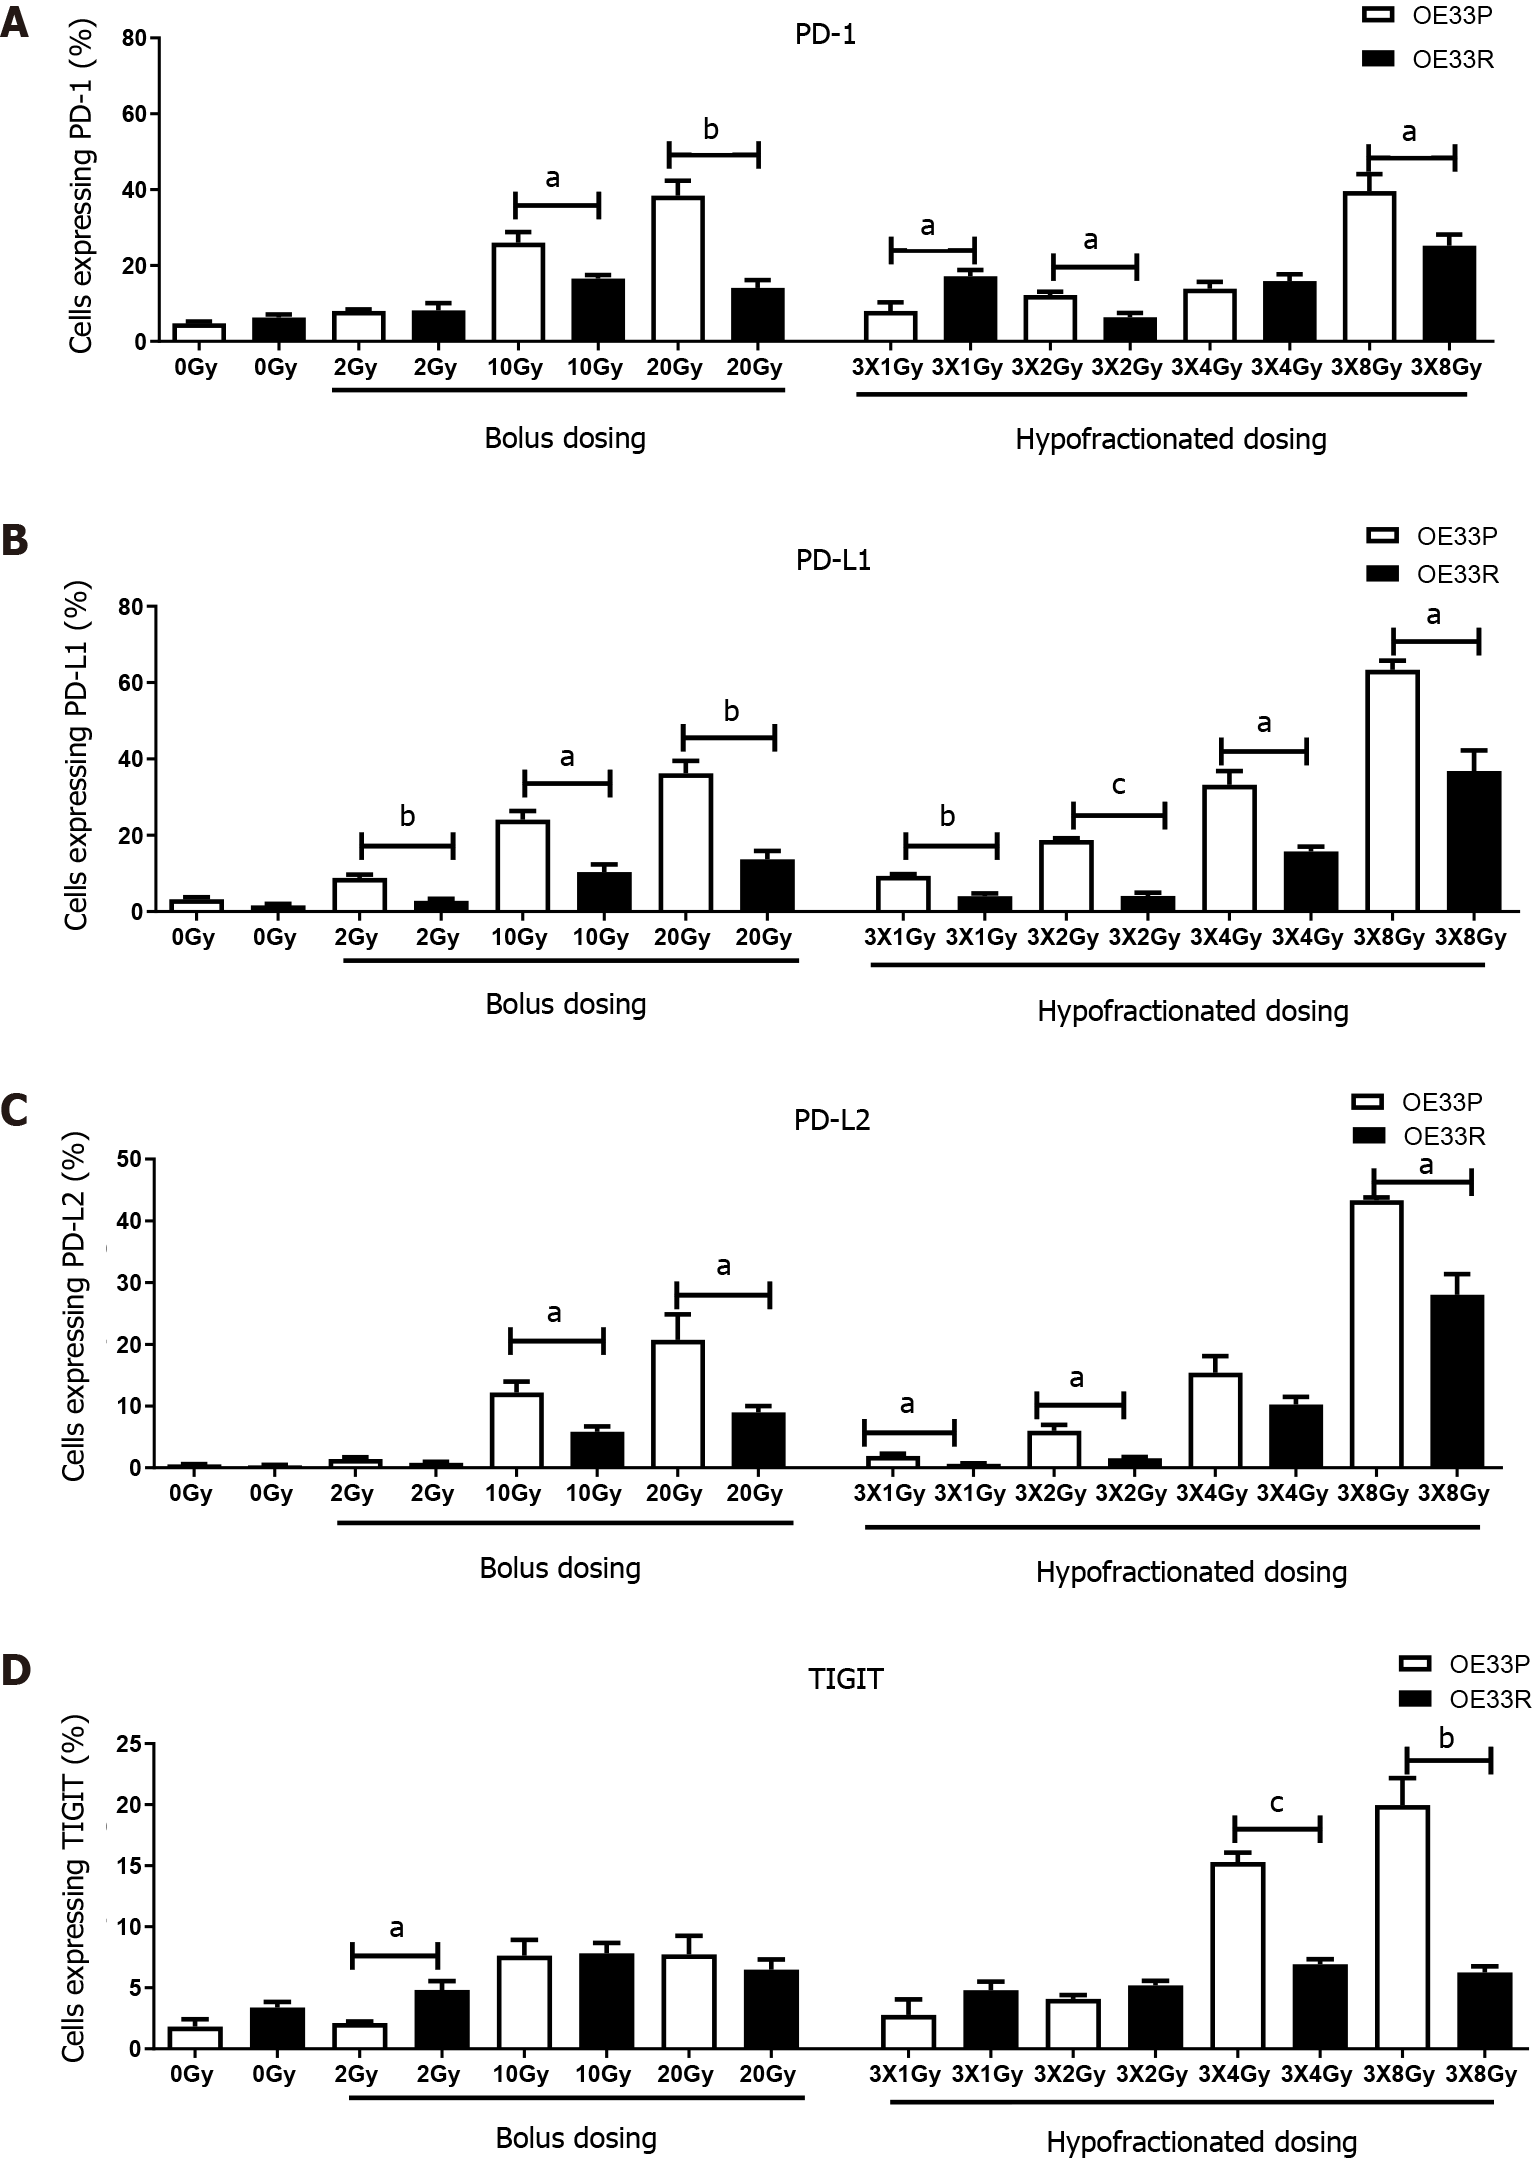 A
PD-1
OE33P
OE33R
Cells expressing PD-1 (%)
80
60
40
20
0
a
b
a
a
a
0Gy 0Gy 2Gy 2Gy 10Gy 10Gy 20Gy 20Gy 3X1Gy 3X1Gy 3X2Gy 3X2Gy 3X4Gy 3X4Gy 3X8Gy 3X8Gy
Bolus dosing
Hypofractionated dosing
B
PD-L1
OE33P
OE33R
Cells expressing PD-L1 (%)
80
60
40
20
0
b
a
b
b
c
a
a
0Gy 0Gy 2Gy 2Gy 10Gy 10Gy 20Gy 20Gy 3X1Gy 3X1Gy 3X2Gy 3X2Gy 3X4Gy 3X4Gy 3X8Gy 3X8Gy
Bolus dosing
Hypofractionated dosing
C
PD-L2
OE33P
OE33R
Cells expressing PD-L2 (%)
50
40
30
20
10
0
a
a
a
a
a
0Gy 0Gy 2Gy 2Gy 10Gy 10Gy 20Gy 20Gy 3X1Gy 3X1Gy 3X2Gy 3X2Gy 3X4Gy 3X4Gy 3X8Gy 3X8Gy
Bolus dosing
Hypofractionated dosing
D
TIGIT
OE33P
OE33R
Cells expressing TIGIT (%)
25
20
15
10
5
0
a
c
b
0Gy 0Gy 2Gy 2Gy 10Gy 10Gy 20Gy 20Gy 3X1Gy 3X1Gy 3X2Gy 3X2Gy 3X4Gy 3X4Gy 3X8Gy 3X8Gy
Bolus dosing
Hypofractionated dosing